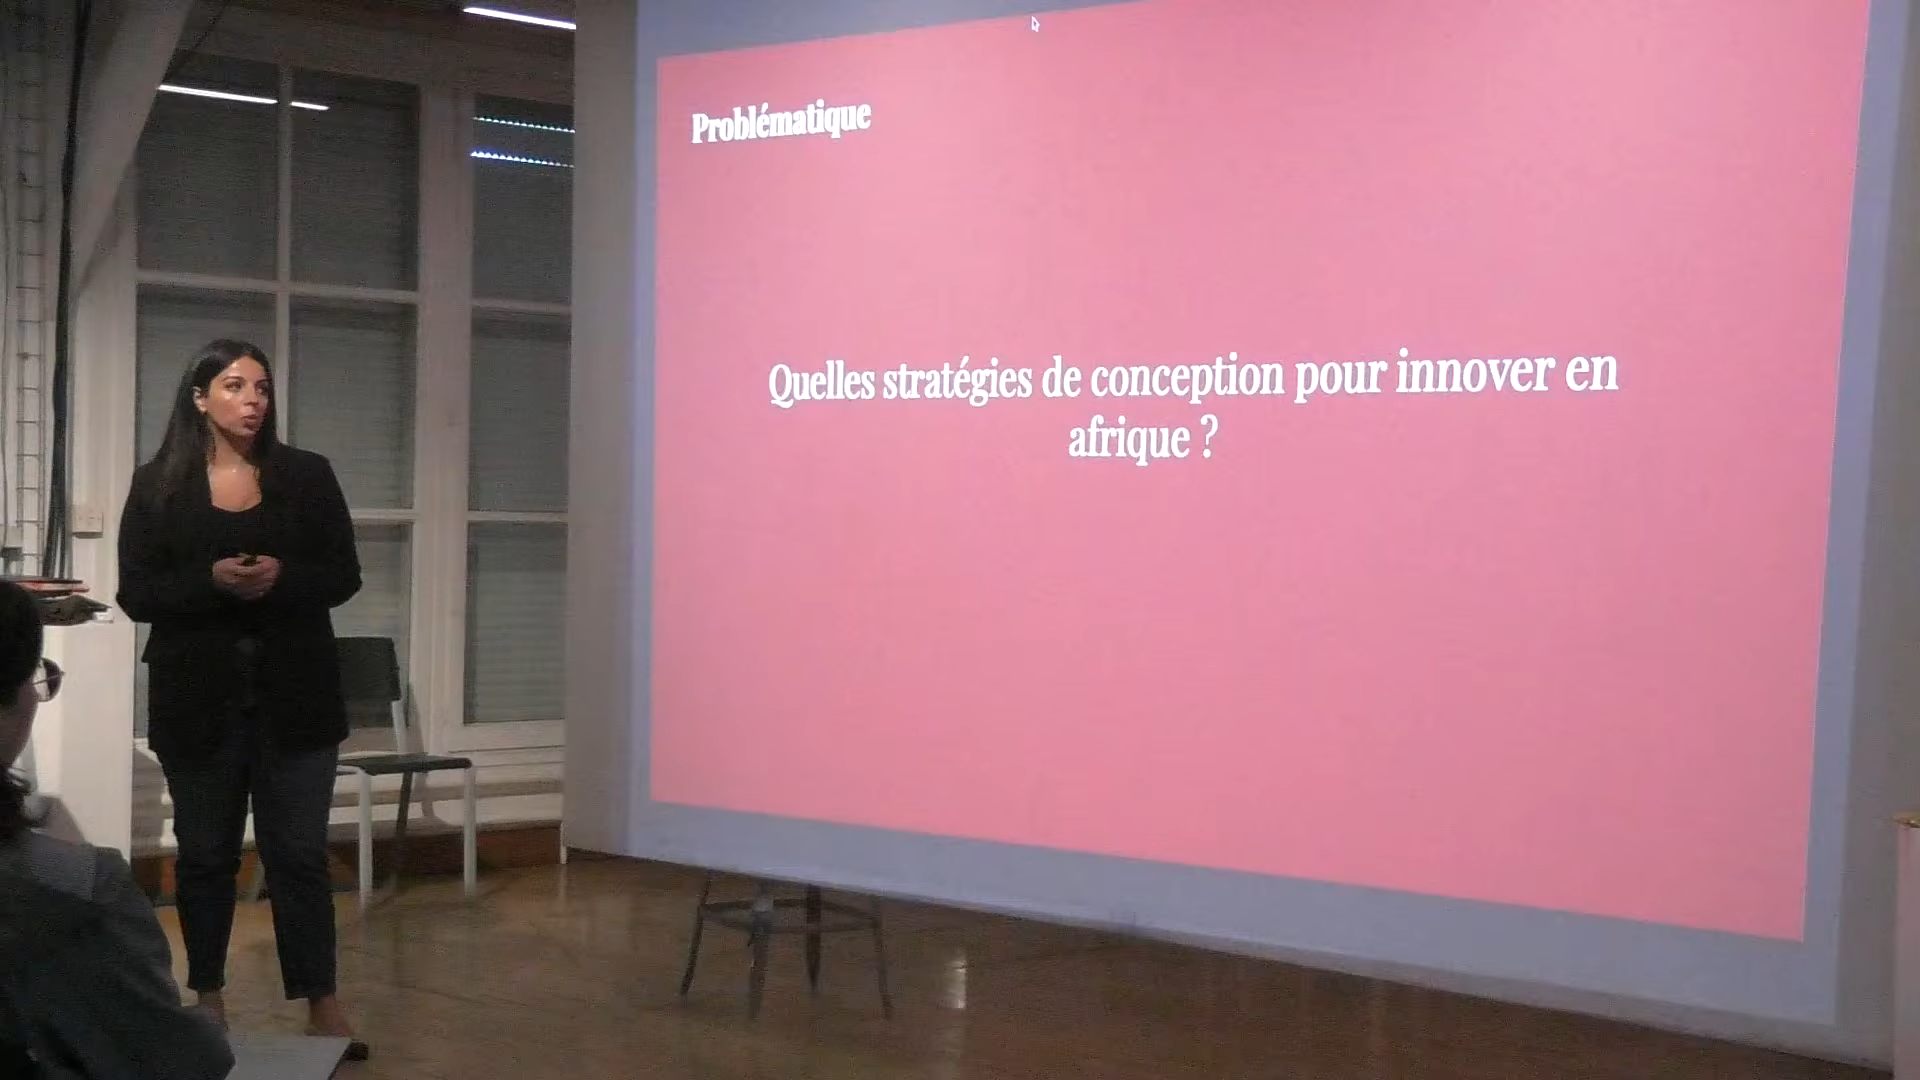 Problématique
Quelles stratégies de conception pour innover en
afrique ?